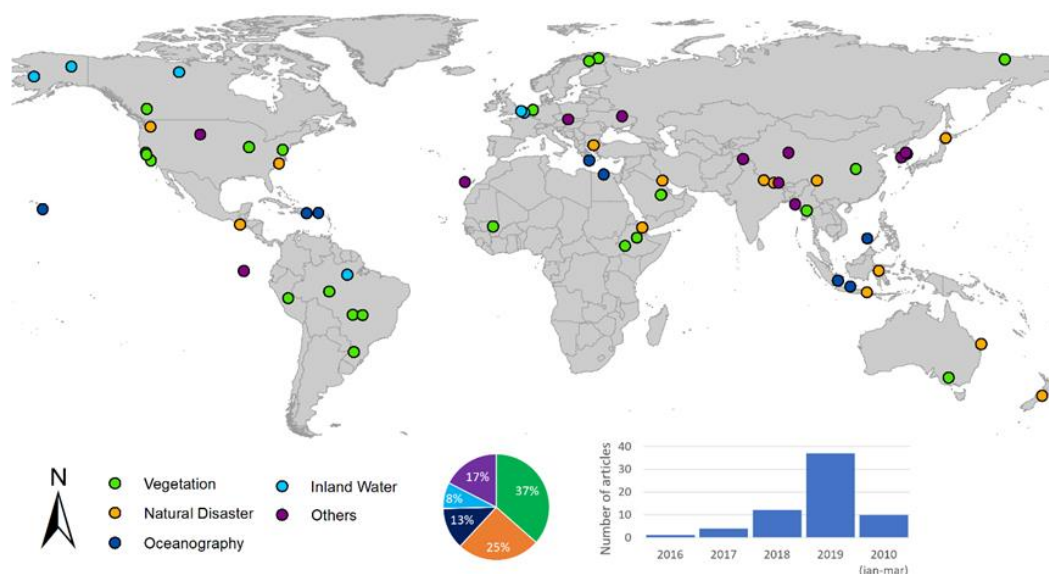 N
Vegetation
Natural Disaster
Oceanography
Inland Water
Others
17%
37%
8%
13%
25%
Number of articles
40
30
20
10
0
2016
2017
2018
2019
2010
(jan-mar)